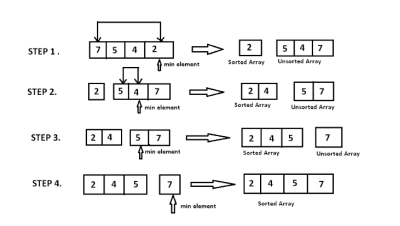 STEP 1. 7 5 4 2 2 5 4 7
min element Sorted Array Unsorted Array
STEP 2. 2 5 4 7 2 4 5 7
min element Sorted Array Unsorted Array
STEP 3. 2 4 5 7 2 4 5 7
min element Sorted Array Unsorted Array
STEP 4. 2 4 5 7 2 4 5 7
min element Sorted Array